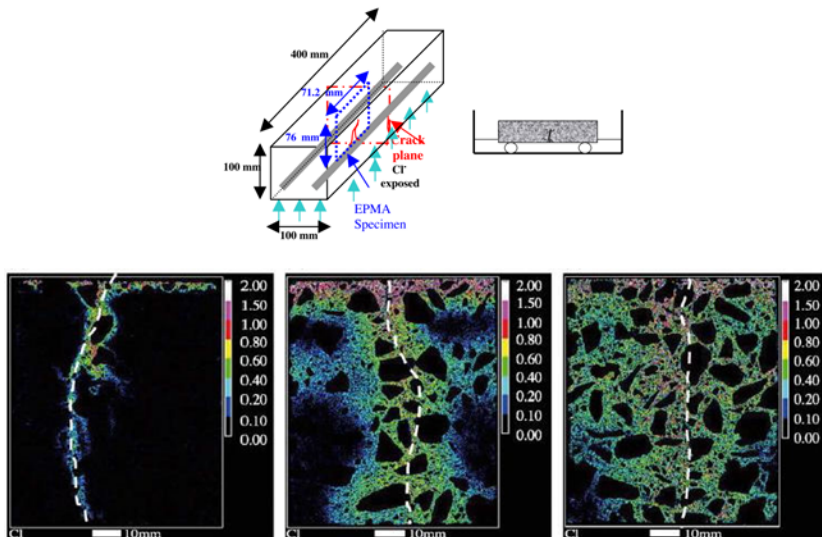 400 mm
71.2 mm
76 mm
100 mm
Crack
plane
Cl⁻
exposed
EPMA
Specimen
100 mm
2.00
1.50
1.00
0.80
0.60
0.40
0.20
0.10
0.00
Cl 10mm
2.00
1.50
1.00
0.80
0.60
0.40
0.20
0.10
0.00
Cl 10mm
2.00
1.50
1.00
0.80
0.60
0.40
0.20
0.10
0.00
Cl 10mm